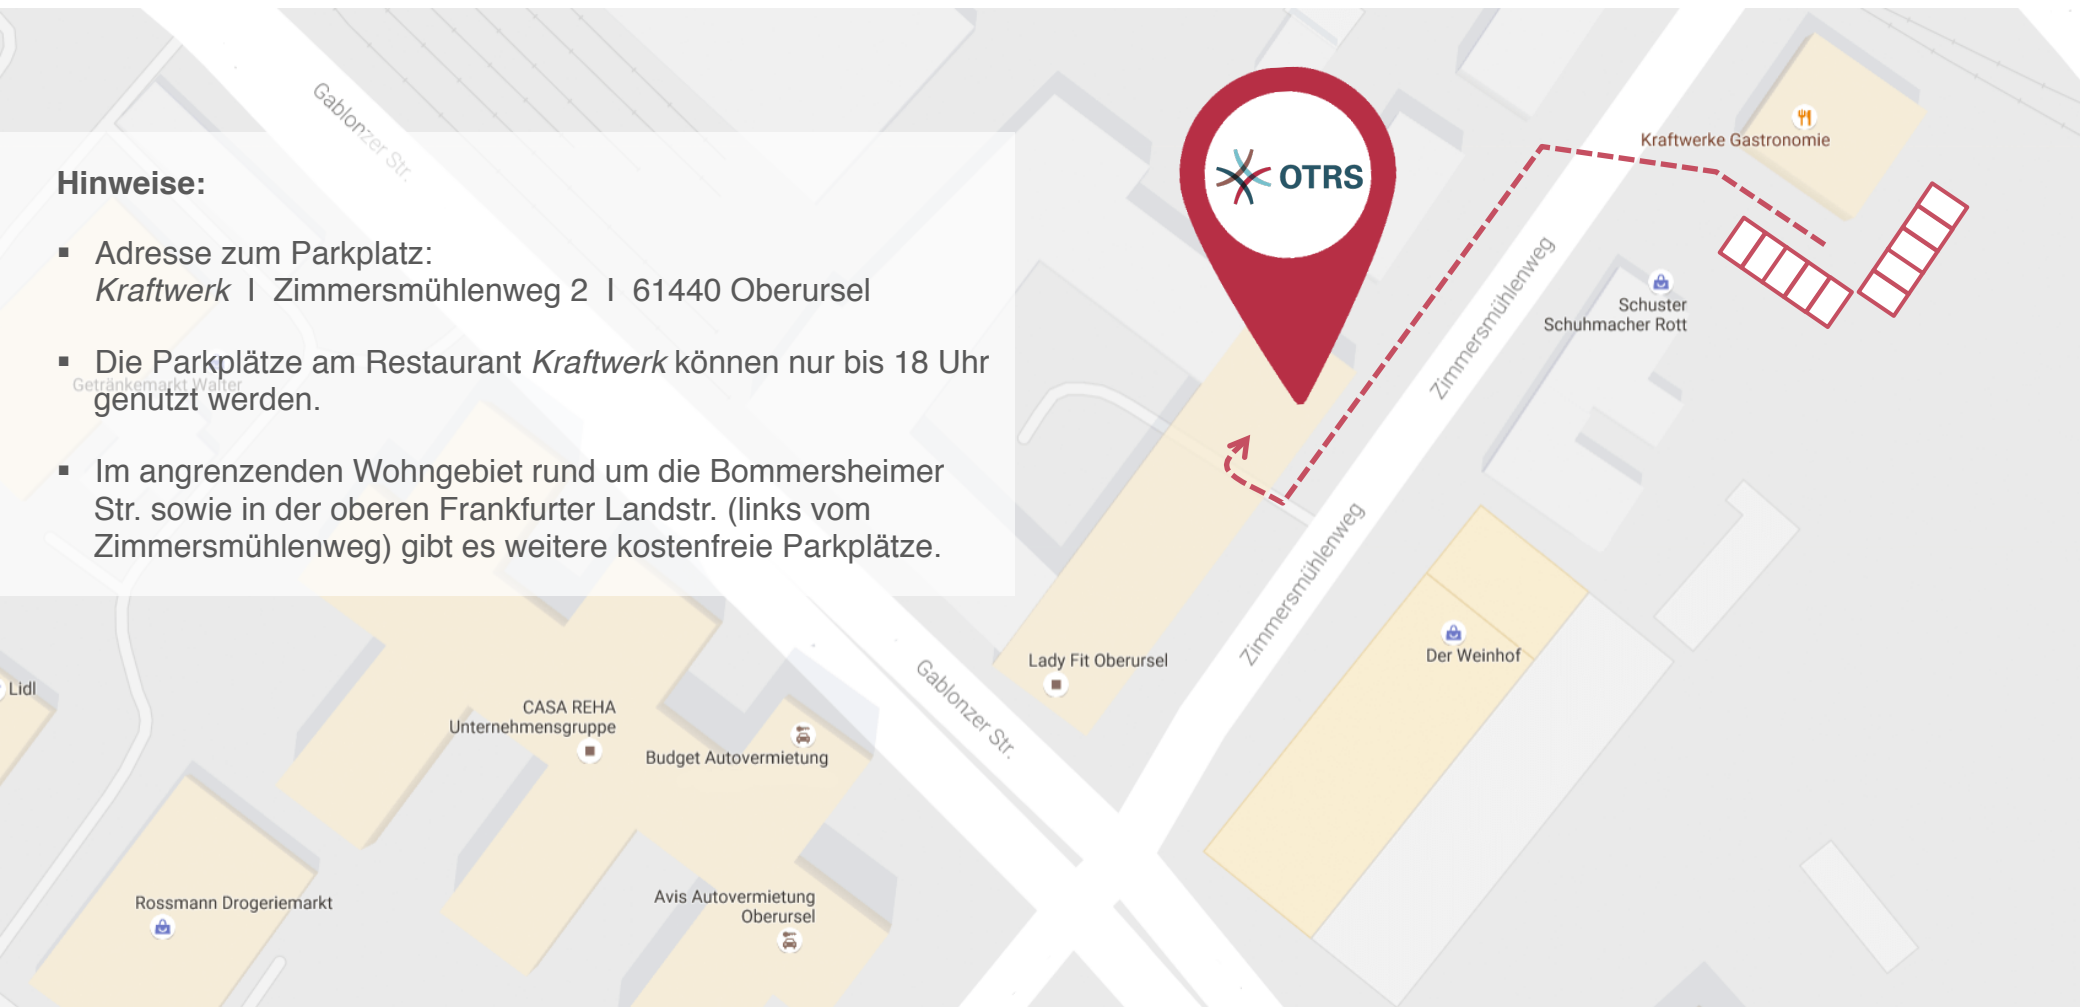 Gablonzer Str.
Hinweise:
▪ Adresse zum Parkplatz:
Kraftwerk I Zimmersmühlenweg 2 I 61440 Oberursel
▪ Die Parkplätze am Restaurant Kraftwerk können nur bis 18 Uhr
genutzt werden.
Getränkemarkt Walter
▪ Im angrenzenden Wohngebiet rund um die Bommersheimer
Str. sowie in der oberen Frankfurter Landstr. (links vom
Zimmersmühlenweg) gibt es weitere kostenfreie Parkplätze.
OTRS
Kraftwerke Gastronomie
Zimmersmühlenweg
Schuster
Schuhmacher Rott
Zimmersmühlenweg
Der Weinhof
Lady Fit Oberursel
Gablonzer Str.
Lidl
CASA REHA
Unternehmensgruppe
Budget Autovermietung
Rossmann Drogeriemarkt
Avis Autovermietung
Oberursel